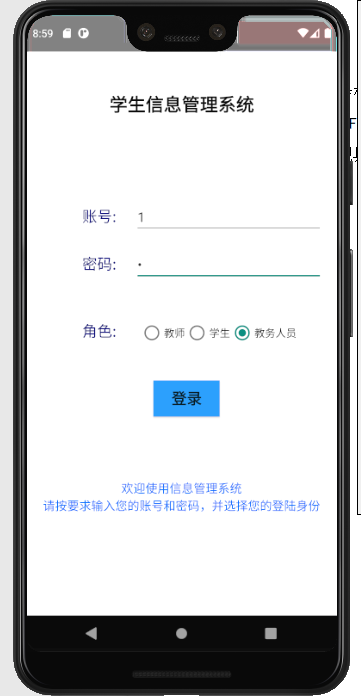 8:59
学生信息管理系统
账号: 1
密码: •
角色: 教师 学生 教务人员
登录
欢迎使用信息管理系统
请按要求输入您的账号和密码，并选择您的登陆身份